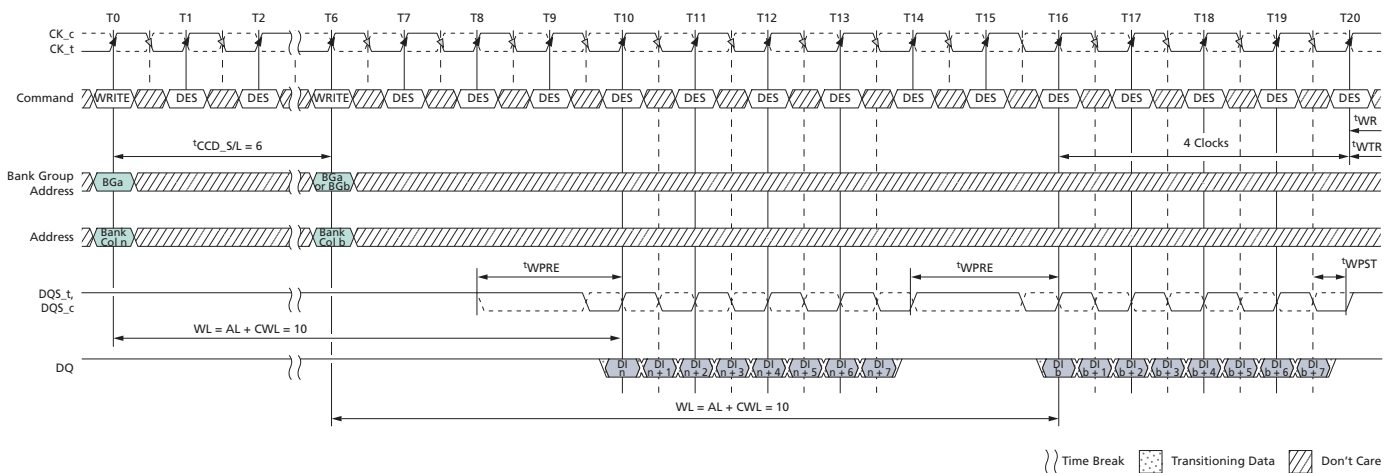 T0 T1 T2 T6 T7 T8 T9 T10 T11 T12 T13 T14 T15 T16 T17 T18 T19 T20
CK_c
CK_t
Command WRITE DES DES WRITE DES DES DES DES DES DES DES DES DES DES DES DES DES DES
tWR
tCCD_S/L = 6
4 Clocks
tWTR
Bank Group
Address
BGa
BGa
or BGb
Address
Bank
Col n
Bank
Col b
tWPRE tWPRE tWPST
DQS_t,
DQS_c
WL = AL + CWL = 10
DQ
DI
n
DI
n + 1
DI
n + 2
DI
n + 3
DI
n + 4
DI
n + 5
DI
n + 6
DI
n + 7
DI
b
DI
b + 1
DI
b + 2
DI
b + 3
DI
b + 4
DI
b + 5
DI
b + 6
DI
b + 7
WL = AL + CWL = 10
Time Break Transitioning Data Don't Care